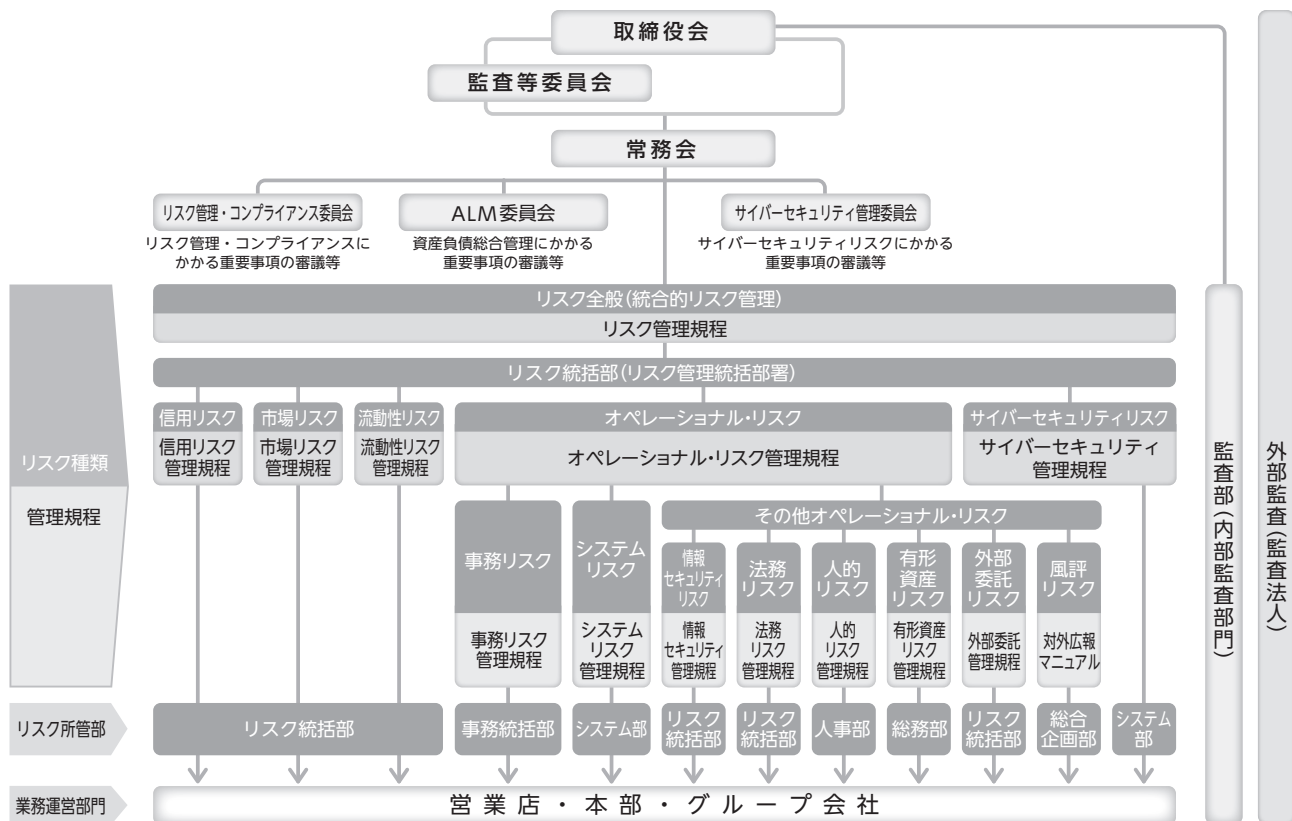 取締役会
監査等委員会
常務会
リスク管理・コンプライアンス委員会
リスク管理・コンプライアンスに
かかる重要事項の審議等
ALM委員会
資産負債総合管理にかかる
重要事項の審議等
サイバーセキュリティ管理委員会
サイバーセキュリティリスクにかかる
重要事項の審議等
リスク種類
管理規程
リスク全般(統合的リスク管理)
リスク管理規程
リスク統括部(リスク管理統括部署)
信用リスク
信用リスク
管理規程
市場リスク
市場リスク
管理規程
流動性リスク
流動性リスク
管理規程
オペレーショナル・リスク
オペレーショナル・リスク管理規程
サイバーセキュリティリスク
サイバーセキュリティ
管理規程
事務リスク
事務リスク
管理規程
システム
リスク
システム
リスク
管理規程
その他オペレーショナル・リスク
情報
セキュリティ
リスク
情報
セキュリティ
管理規程
法務
リスク
法務
リスク
管理規程
人的
リスク
人的
リスク
管理規程
有形
資産
リスク
有形資産
リスク
管理規程
外部
委託
リスク
外部委託
管理規程
風評
リスク
対外広報
マニュアル
リスク所管部
リスク統括部
事務統括部
システム部
リスク
統括部
リスク
統括部
人事部
総務部
リスク
統括部
総合
企画部
システム
部
業務運営部門
営業店・本部・グループ会社
監査部(内部監査部門)
外部監査(監査法人)